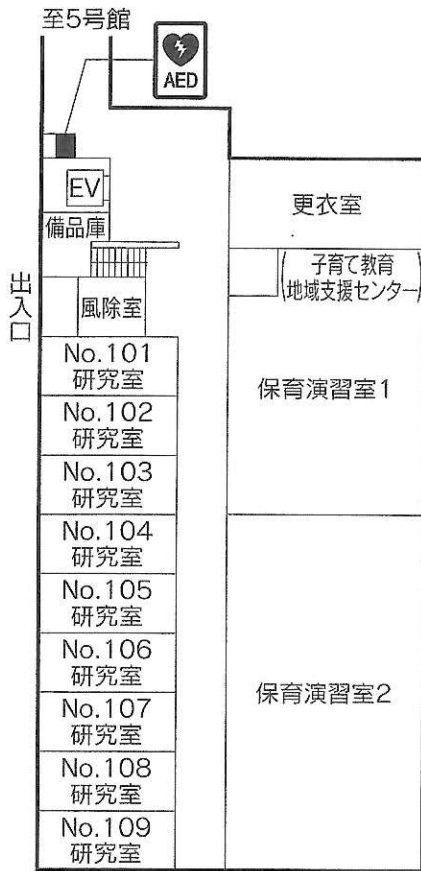 至5号館
AED
EV
備品庫
更衣室
(子育て教育
地域支援センター)
出入口
風除室
保育演習室1
No.101
研究室
No.102
研究室
No.103
研究室
No.104
研究室
No.105
研究室
No.106
研究室
No.107
研究室
No.108
研究室
No.109
研究室
保育演習室2